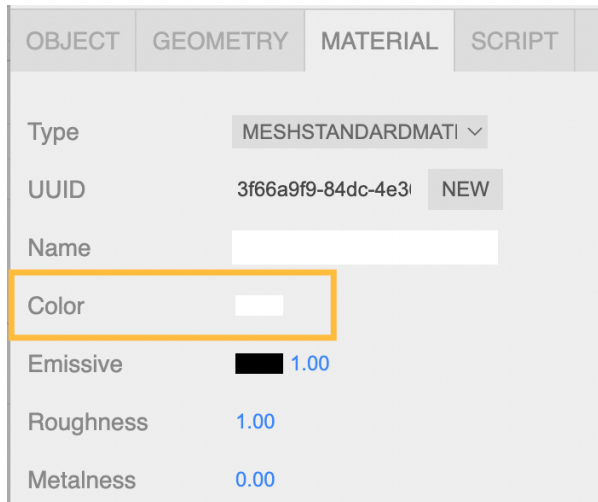 OBJECT GEOMETRY MATERIAL SCRIPT
Type MESHSTANDARDMATI
UUID 3f66a9f9-84dc-4e3 NEW
Name
Color
Emissive 1.00
Roughness 1.00
Metalness 0.00